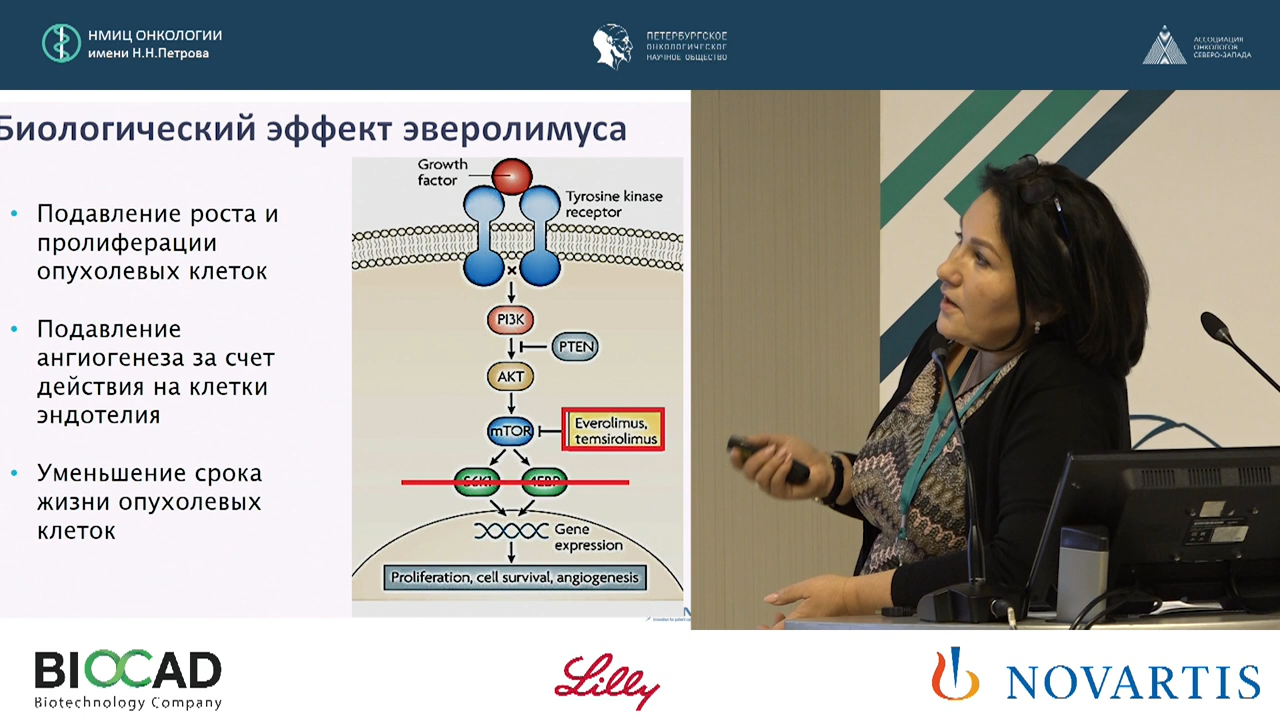 НМИЦ ОНКОЛОГИИ
имени Н.Н.Петрова
ПЕТЕРБУРГСКОЕ
ОНКОЛОГИЧЕСКОЕ
НАУЧНОЕ ОБЩЕСТВО
АССОЦИАЦИЯ
ОНКОЛОГОВ
СЕВЕРО-ЗАПАДА
Биологический эффект эверолимуса
• Подавление роста и
пролиферации
опухолевых клеток
• Подавление
ангиогенеза за счет
действия на клетки
эндотелия
• Уменьшение срока
жизни опухолевых
клеток
Growth
factor
Tyrosine kinase
receptor
PI3K
PTEN
AKT
mTOR
Everolimus,
temsirolimus
S6K1
4EBP
Gene
expression
Proliferation, cell survival, angiogenesis
BIOCAD
Biotechnology Company
Lilly
NOVARTIS